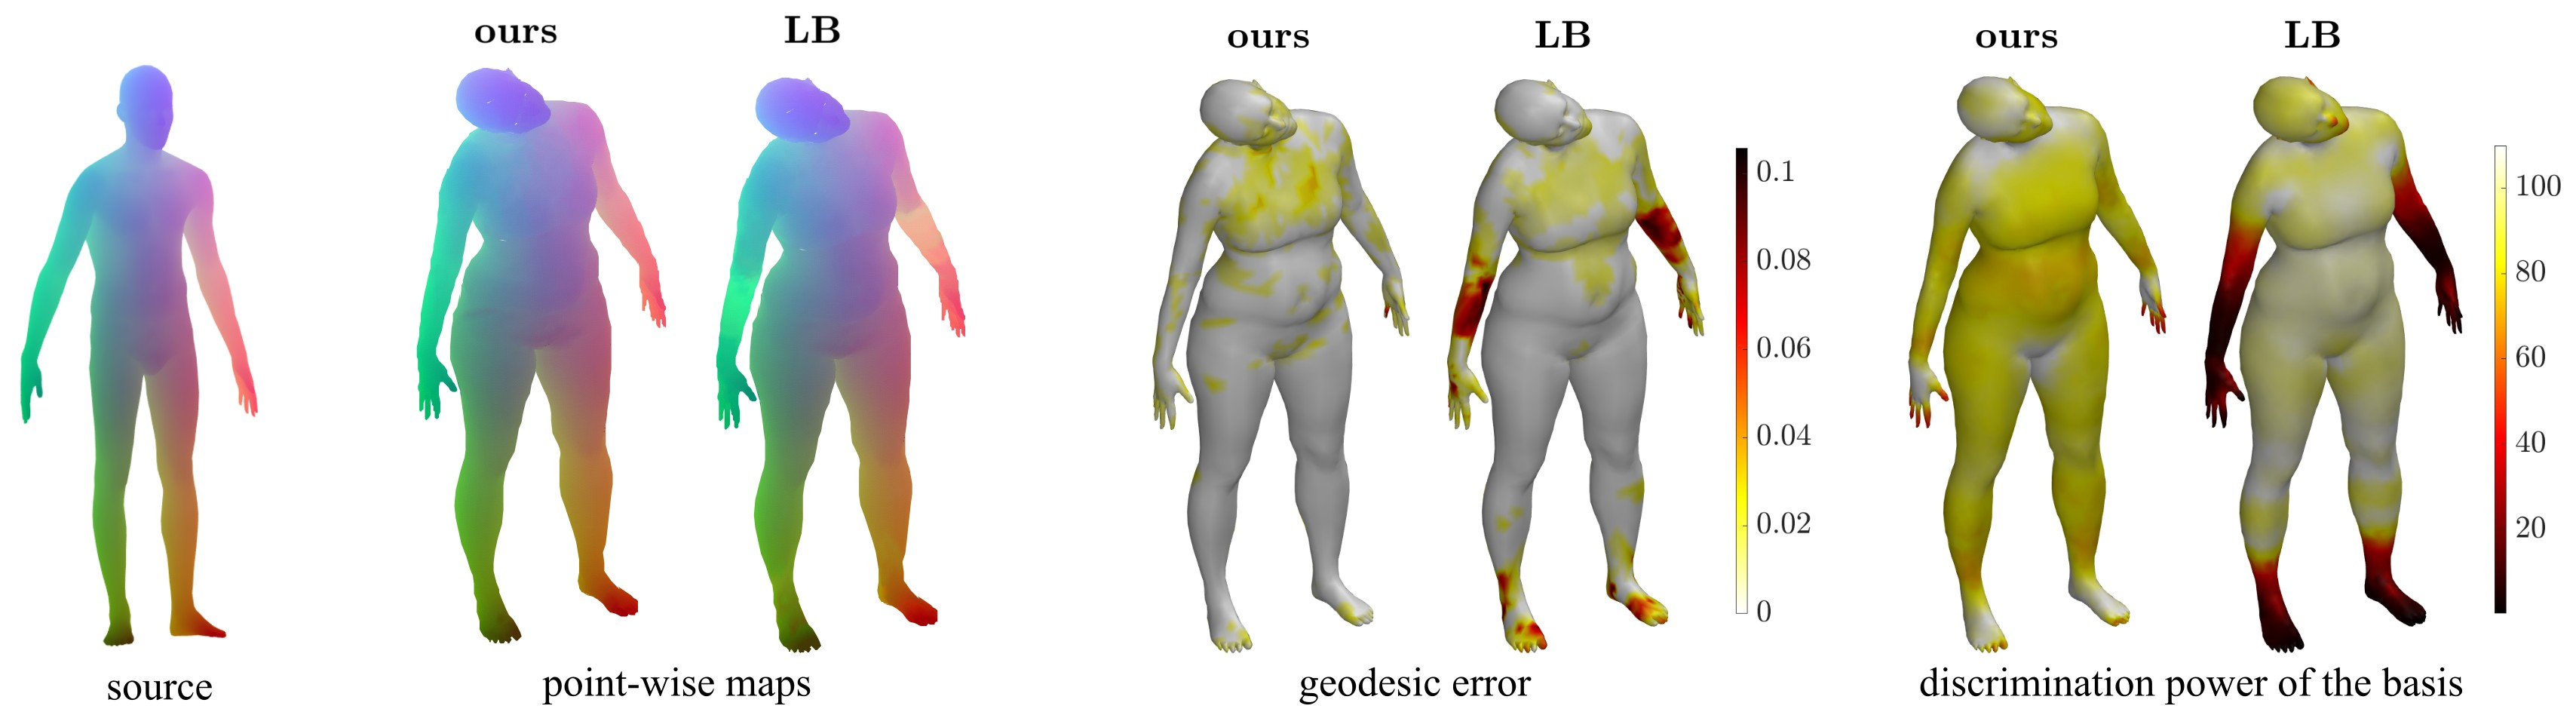 ours
LB
ours
LB
ours
LB
0.1
0.08
0.06
0.04
0.02
0
100
80
60
40
20
source
point-wise maps
geodesic error
discrimination power of the basis